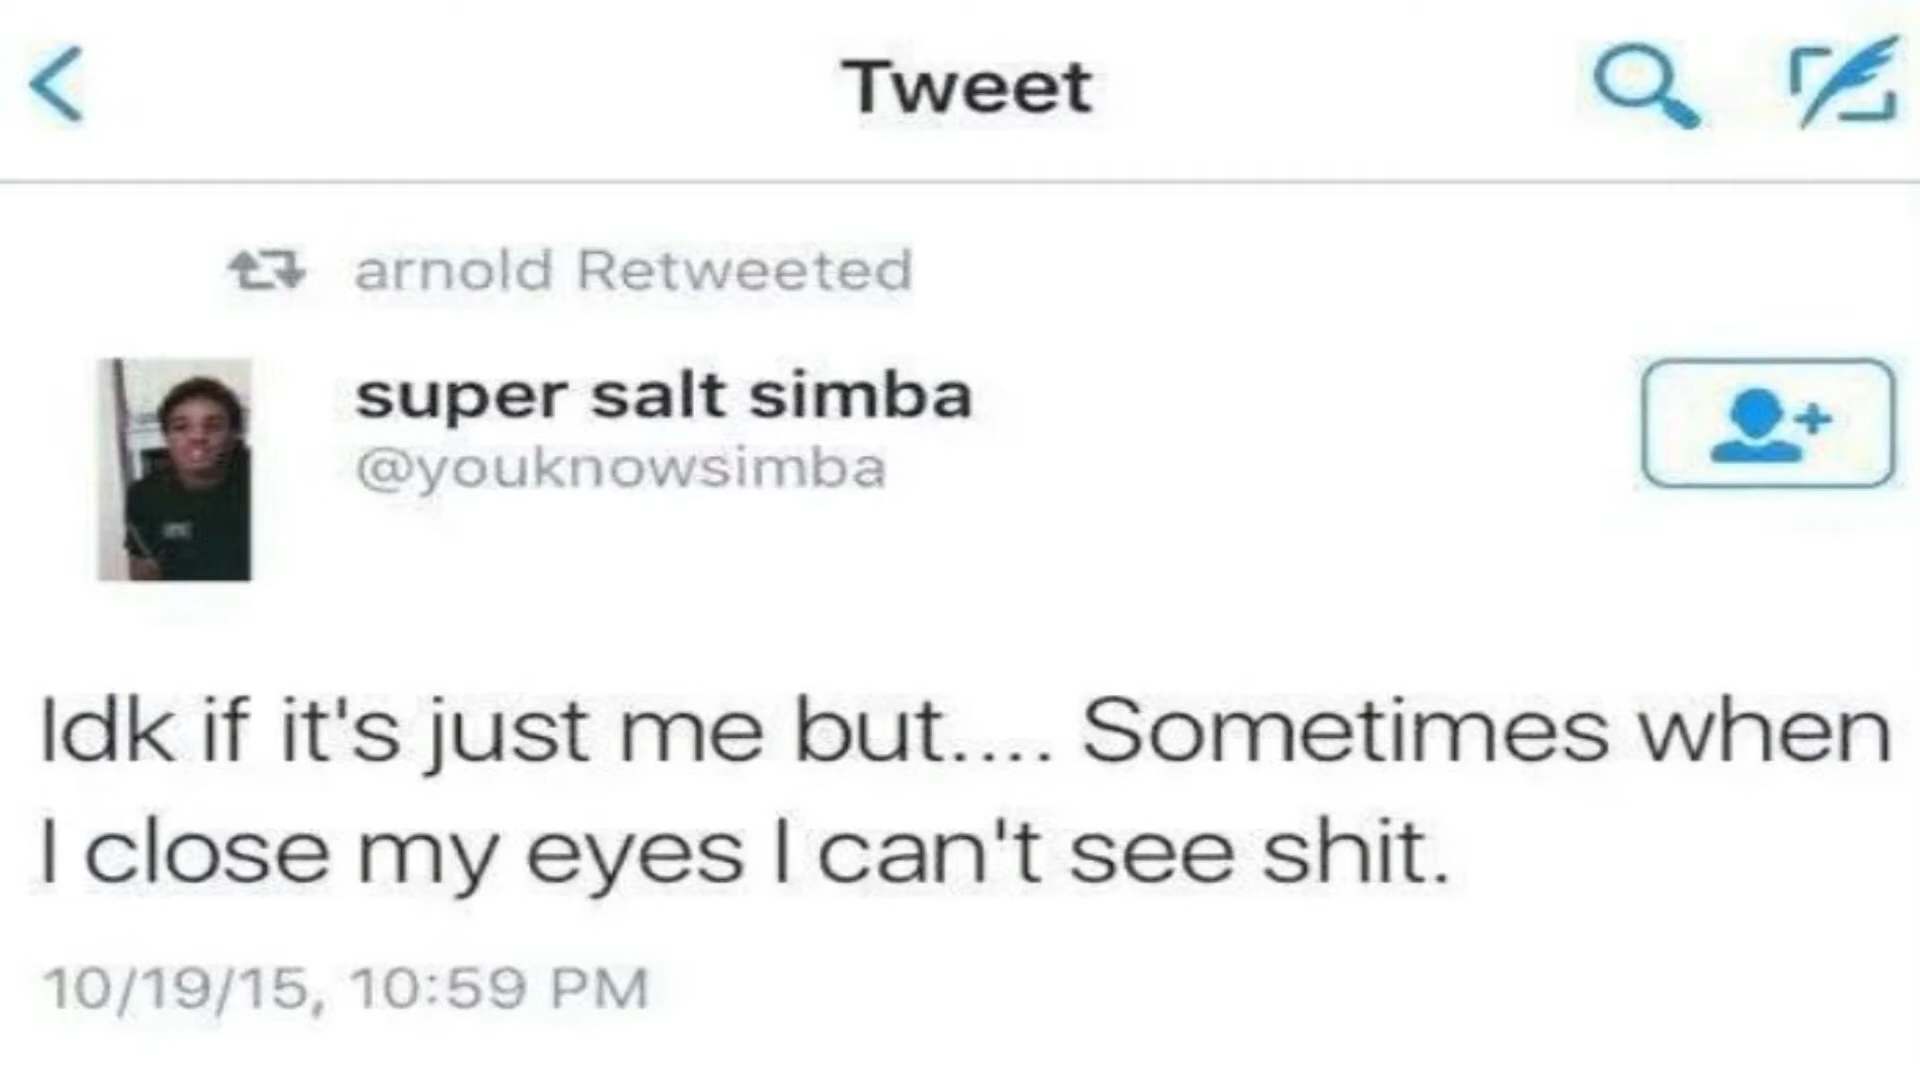 Tweet
arnold Retweeted
super salt simba
@youknowsimba
Idk if it's just me but.... Sometimes when
I close my eyes I can't see shit.
10/19/15, 10:59 PM